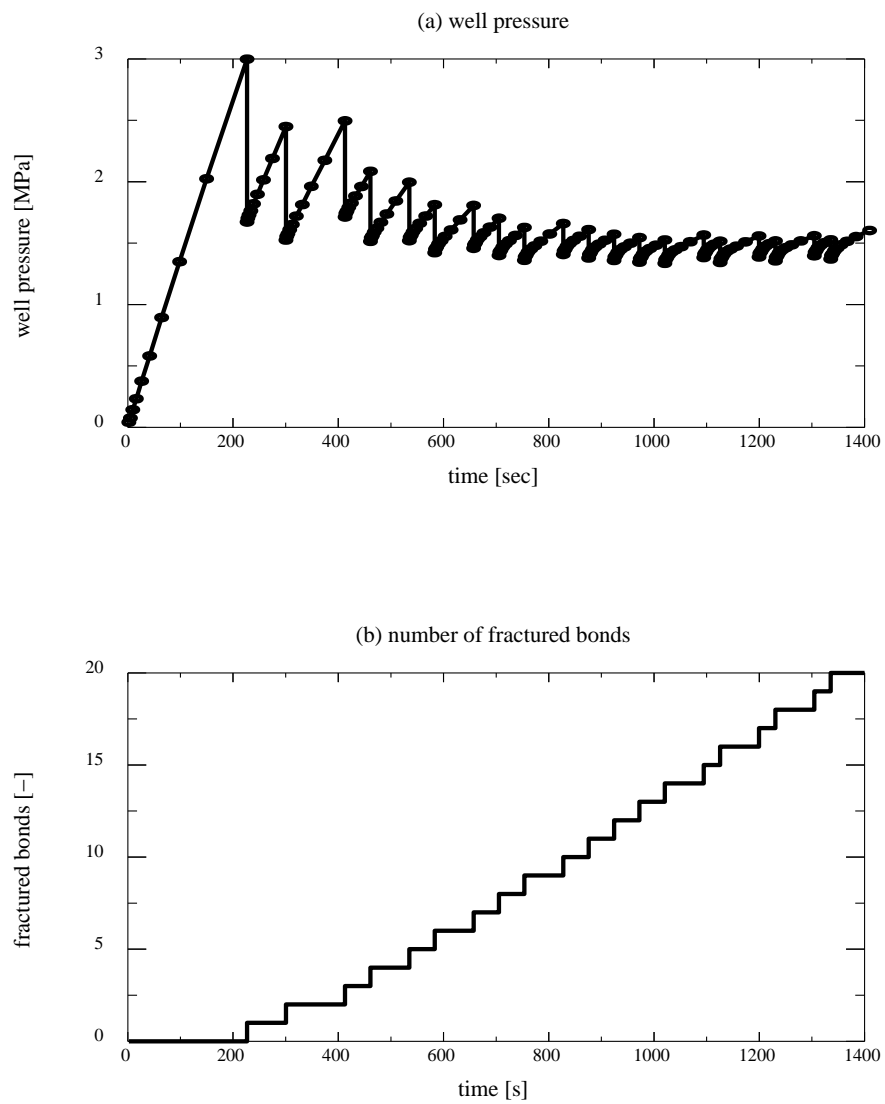 (a) well pressure
3
2
1
0
well pressure [MPa]
0 200 400 600 800 1000 1200 1400
time [sec]
(b) number of fractured bonds
20
15
10
5
0
fractured bonds [−]
0 200 400 600 800 1000 1200 1400
time [s]